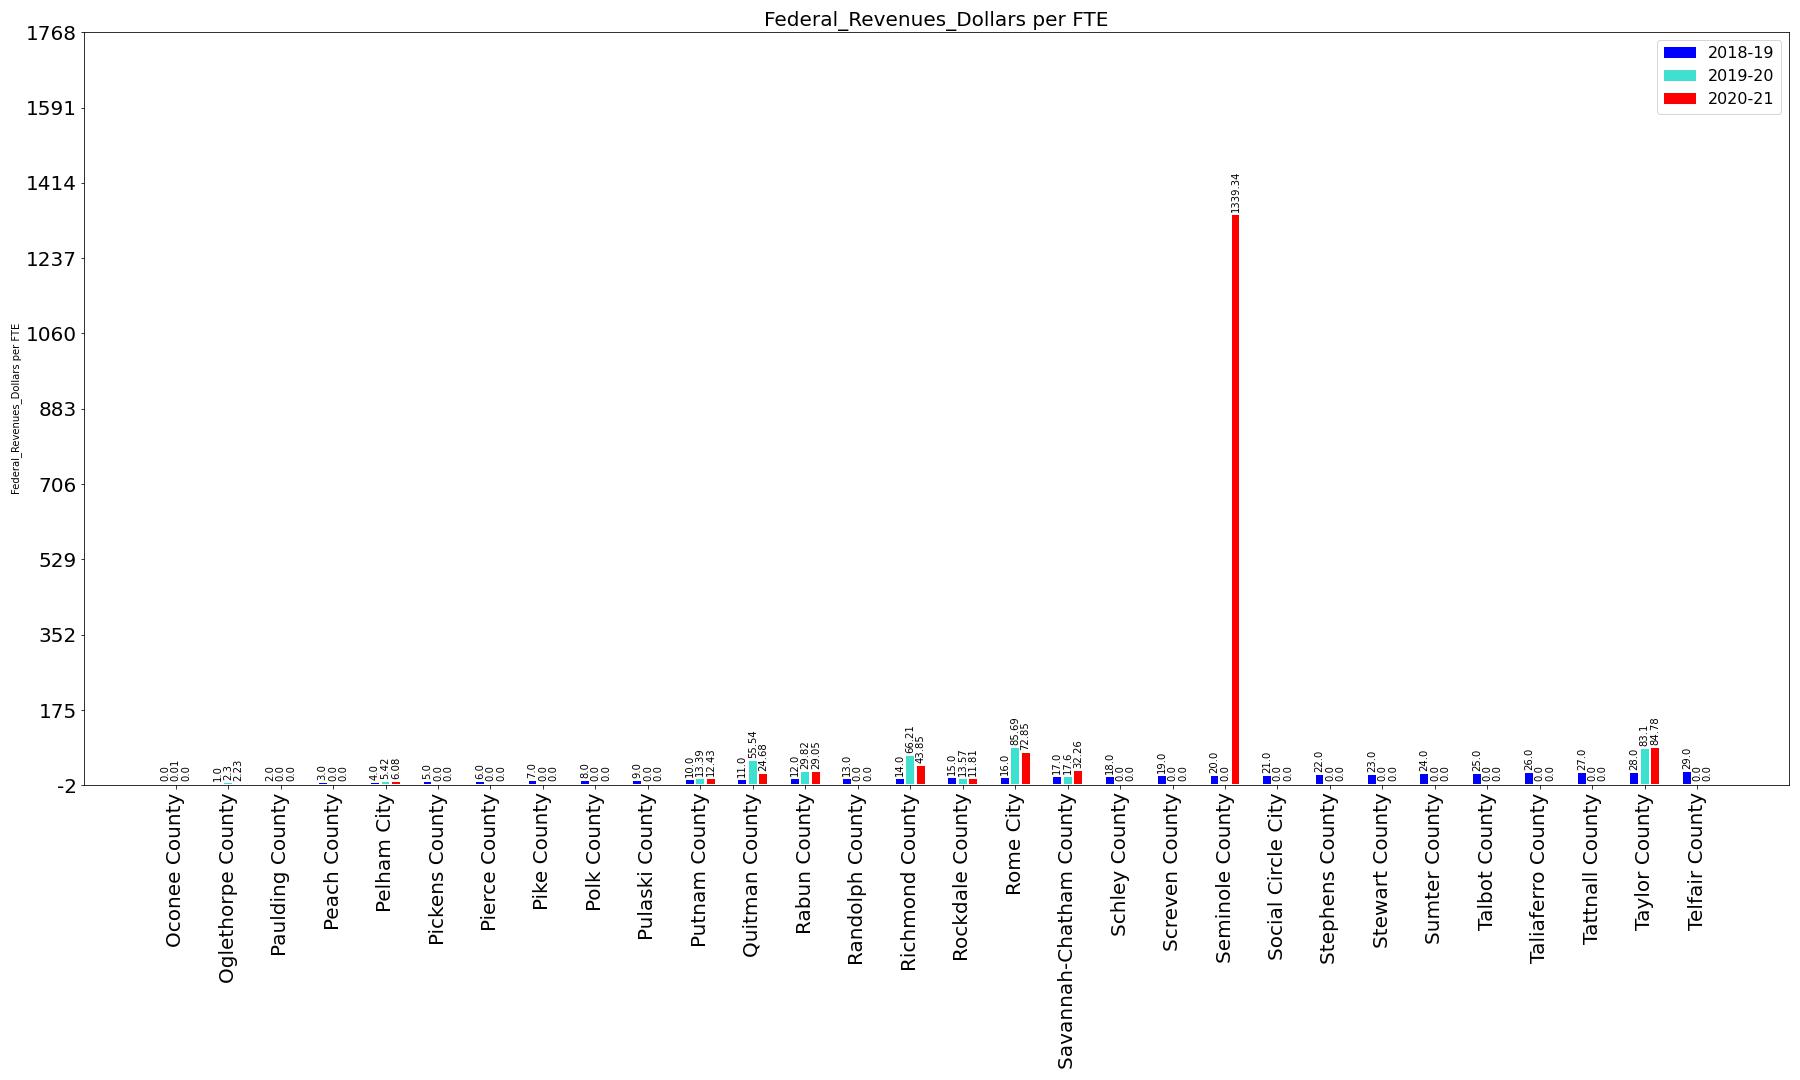 Federal_Revenues_Dollars per FTE
1768
1591
1414
1237
1060
883
706
529
352
175
-2
Federal_Revenues_Dollars per FTE
2018-19
2019-20
2020-21
0.0 0.01 0.0
1.0 2.3 2.23
2.0 0.0 0.0
3.0 0.0 0.0
4.0 5.42 6.08
5.0 0.0 0.0
6.0 0.0 0.0
7.0 0.0 0.0
8.0 0.0 0.0
9.0 0.0 0.0
10.0 13.39 12.43
11.0 55.54 24.68
12.0 29.82 29.05
13.0 0.0 0.0
14.0 66.21 43.85
15.0 13.57 11.81
16.0 85.69 72.85
17.0 17.6 32.26
18.0 0.0 0.0
19.0 0.0 0.0
20.0 0.0 1339.34
21.0 0.0 0.0
22.0 0.0 0.0
23.0 0.0 0.0
24.0 0.0 0.0
25.0 0.0 0.0
26.0 0.0 0.0
27.0 0.0 0.0
28.0 83.1 84.78
29.0 0.0 0.0
Oconee County
Oglethorpe County
Paulding County
Peach County
Pelham City
Pickens County
Pierce County
Pike County
Polk County
Pulaski County
Putnam County
Quitman County
Rabun County
Randolph County
Richmond County
Rockdale County
Rome City
Savannah-Chatham County
Schley County
Screven County
Seminole County
Social Circle City
Stephens County
Stewart County
Sumter County
Talbot County
Taliaferro County
Tattnall County
Taylor County
Telfair County